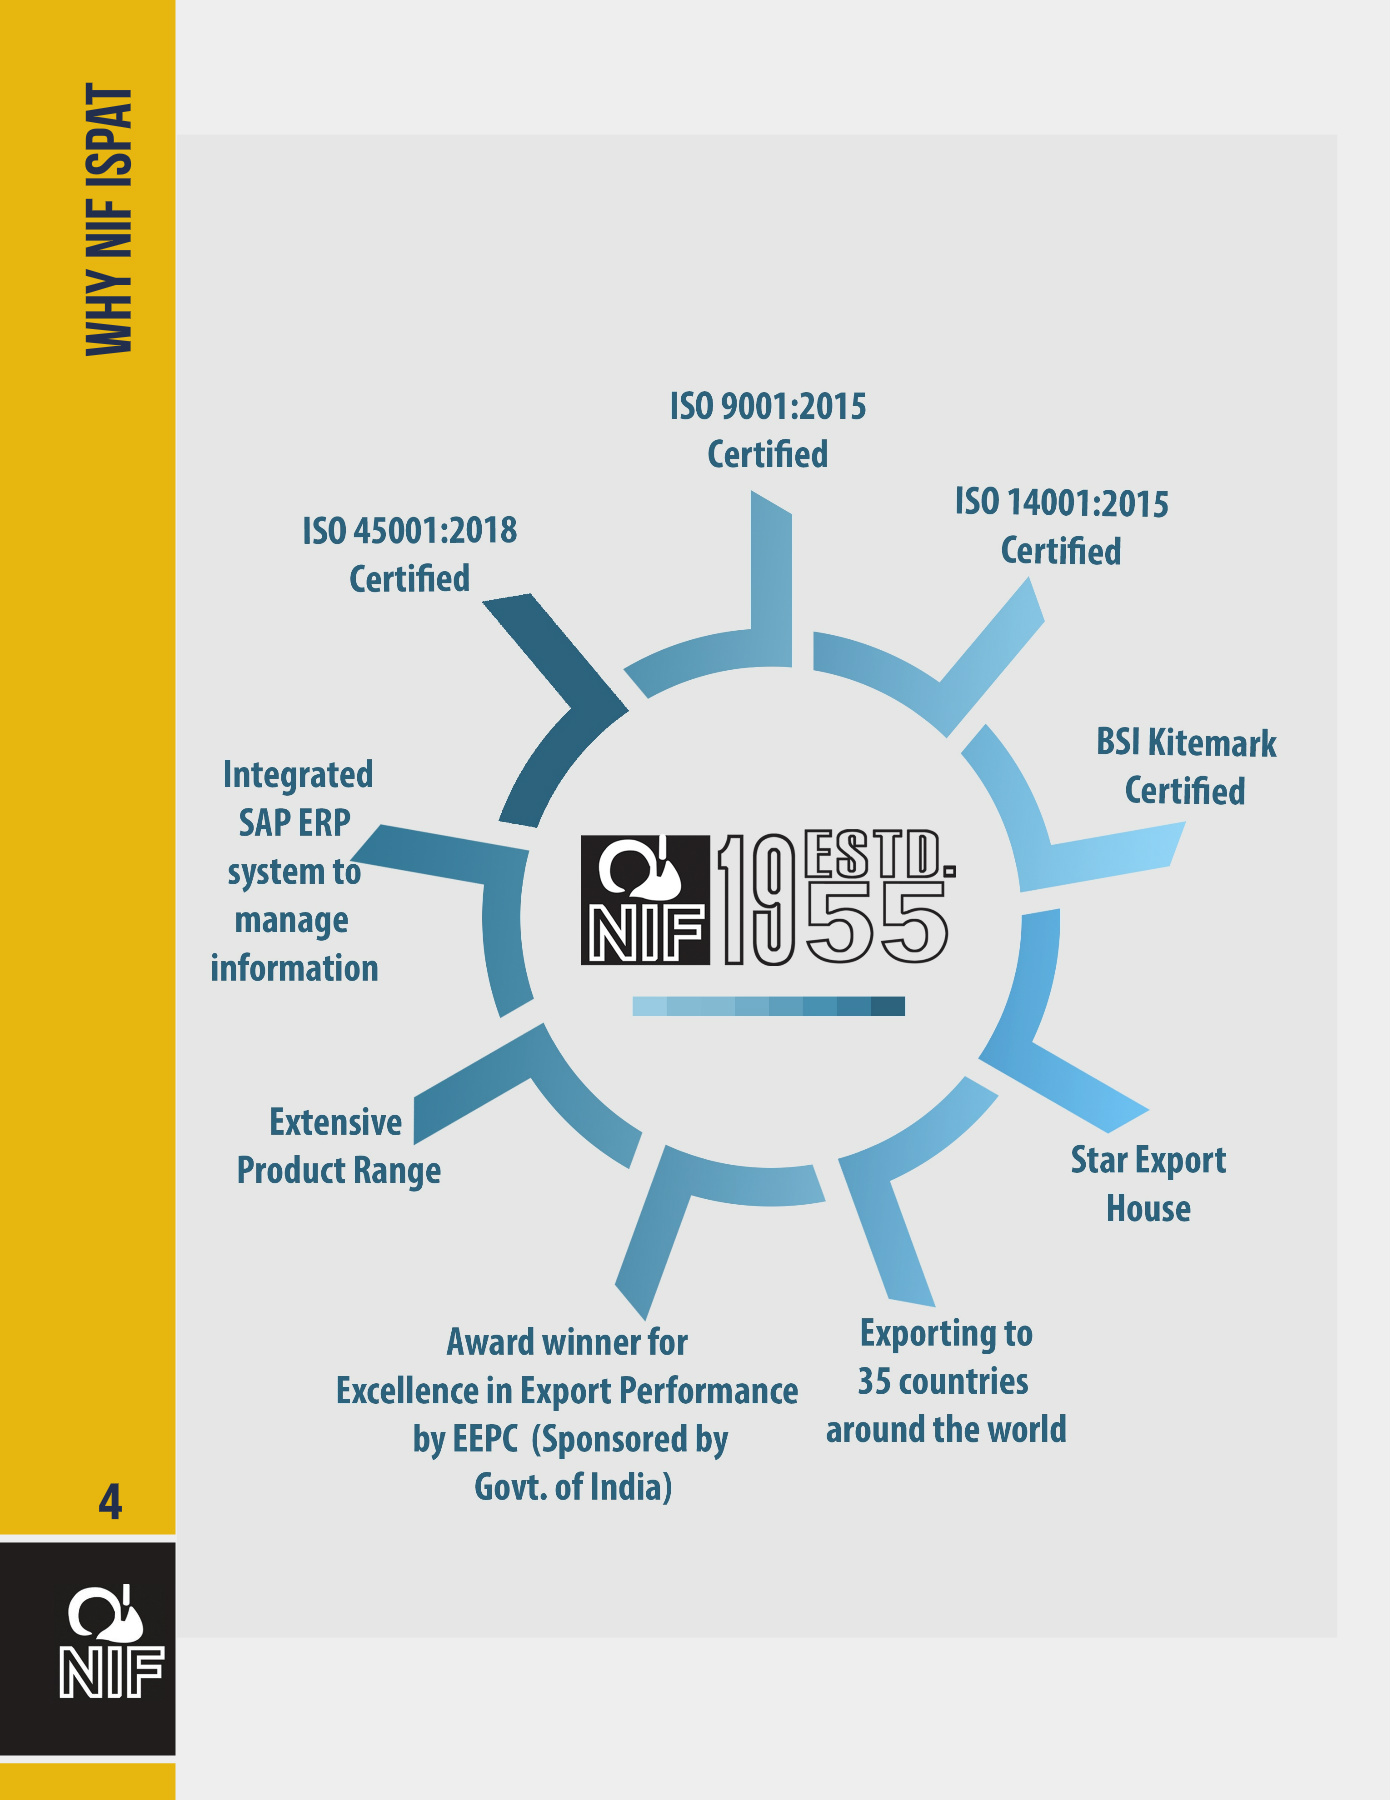 WHY NIF ISPAT
ISO 9001:2015
Certified
ISO 14001:2015
Certified
ISO 45001:2018
Certified
BSI Kitemark
Certified
Integrated
SAP ERP
system to
manage
information
NIF
1955
ESTD.
Extensive
Product Range
Star Export
House
Award winner for
Excellence in Export Performance
by EEPC (Sponsored by
Govt. of India)
Exporting to
35 countries
around the world
4
NIF